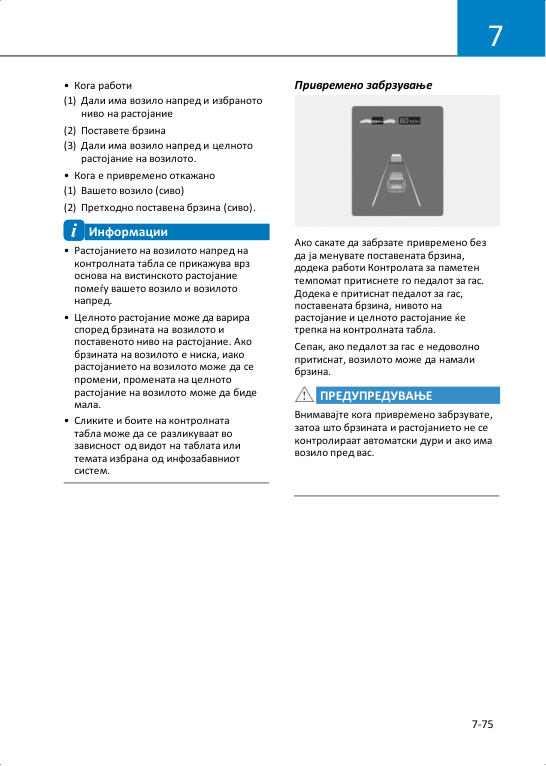 7
• Кога работи
(1) Дали има возило напред и избраното
ниво на растојание
(2) Поставете брзина
(3) Дали има возило напред и целното
растојание на возилото.
• Кога е привремено откажано
(1) Вашето возило (сиво)
(2) Претходно поставена брзина (сиво).
i Информации
• Растојанието на возилото напред на
контролната табла се прикажува врз
основа на вистинското растојание
помеѓу вашето возило и возилото
напред.
• Целното растојание може да варира
според брзината на возилото и
поставеното ниво на растојание. Ако
брзината на возилото е ниска, иако
растојанието на возилото може да се
промени, промената на целното
растојание на возилото може да биде
мала.
• Сликите и боите на контролната
табла може да се разликуваат во
зависност од видот на таблата или
темата избрана од инфозабавниот
систем.
Привремено забрзување
80
Ако сакате да забрзате привремено без
да ја менувате поставената брзина,
додека работи Контролата за паметен
темпомат притиснете го педалот за гас.
Додека е притиснат педалот за гас,
поставената брзина, нивото на
растојание и целното растојание ќе
трепка на контролната табла.
Сепак, ако педалот за гас е недоволно
притиснат, возилото може да намали
брзина.
ПРЕДУПРЕДУВАЊЕ
Внимавајте кога привремено забрзувате,
затоа што брзината и растојанието не се
контролираат автоматски дури и ако има
возило пред вас.
7-75